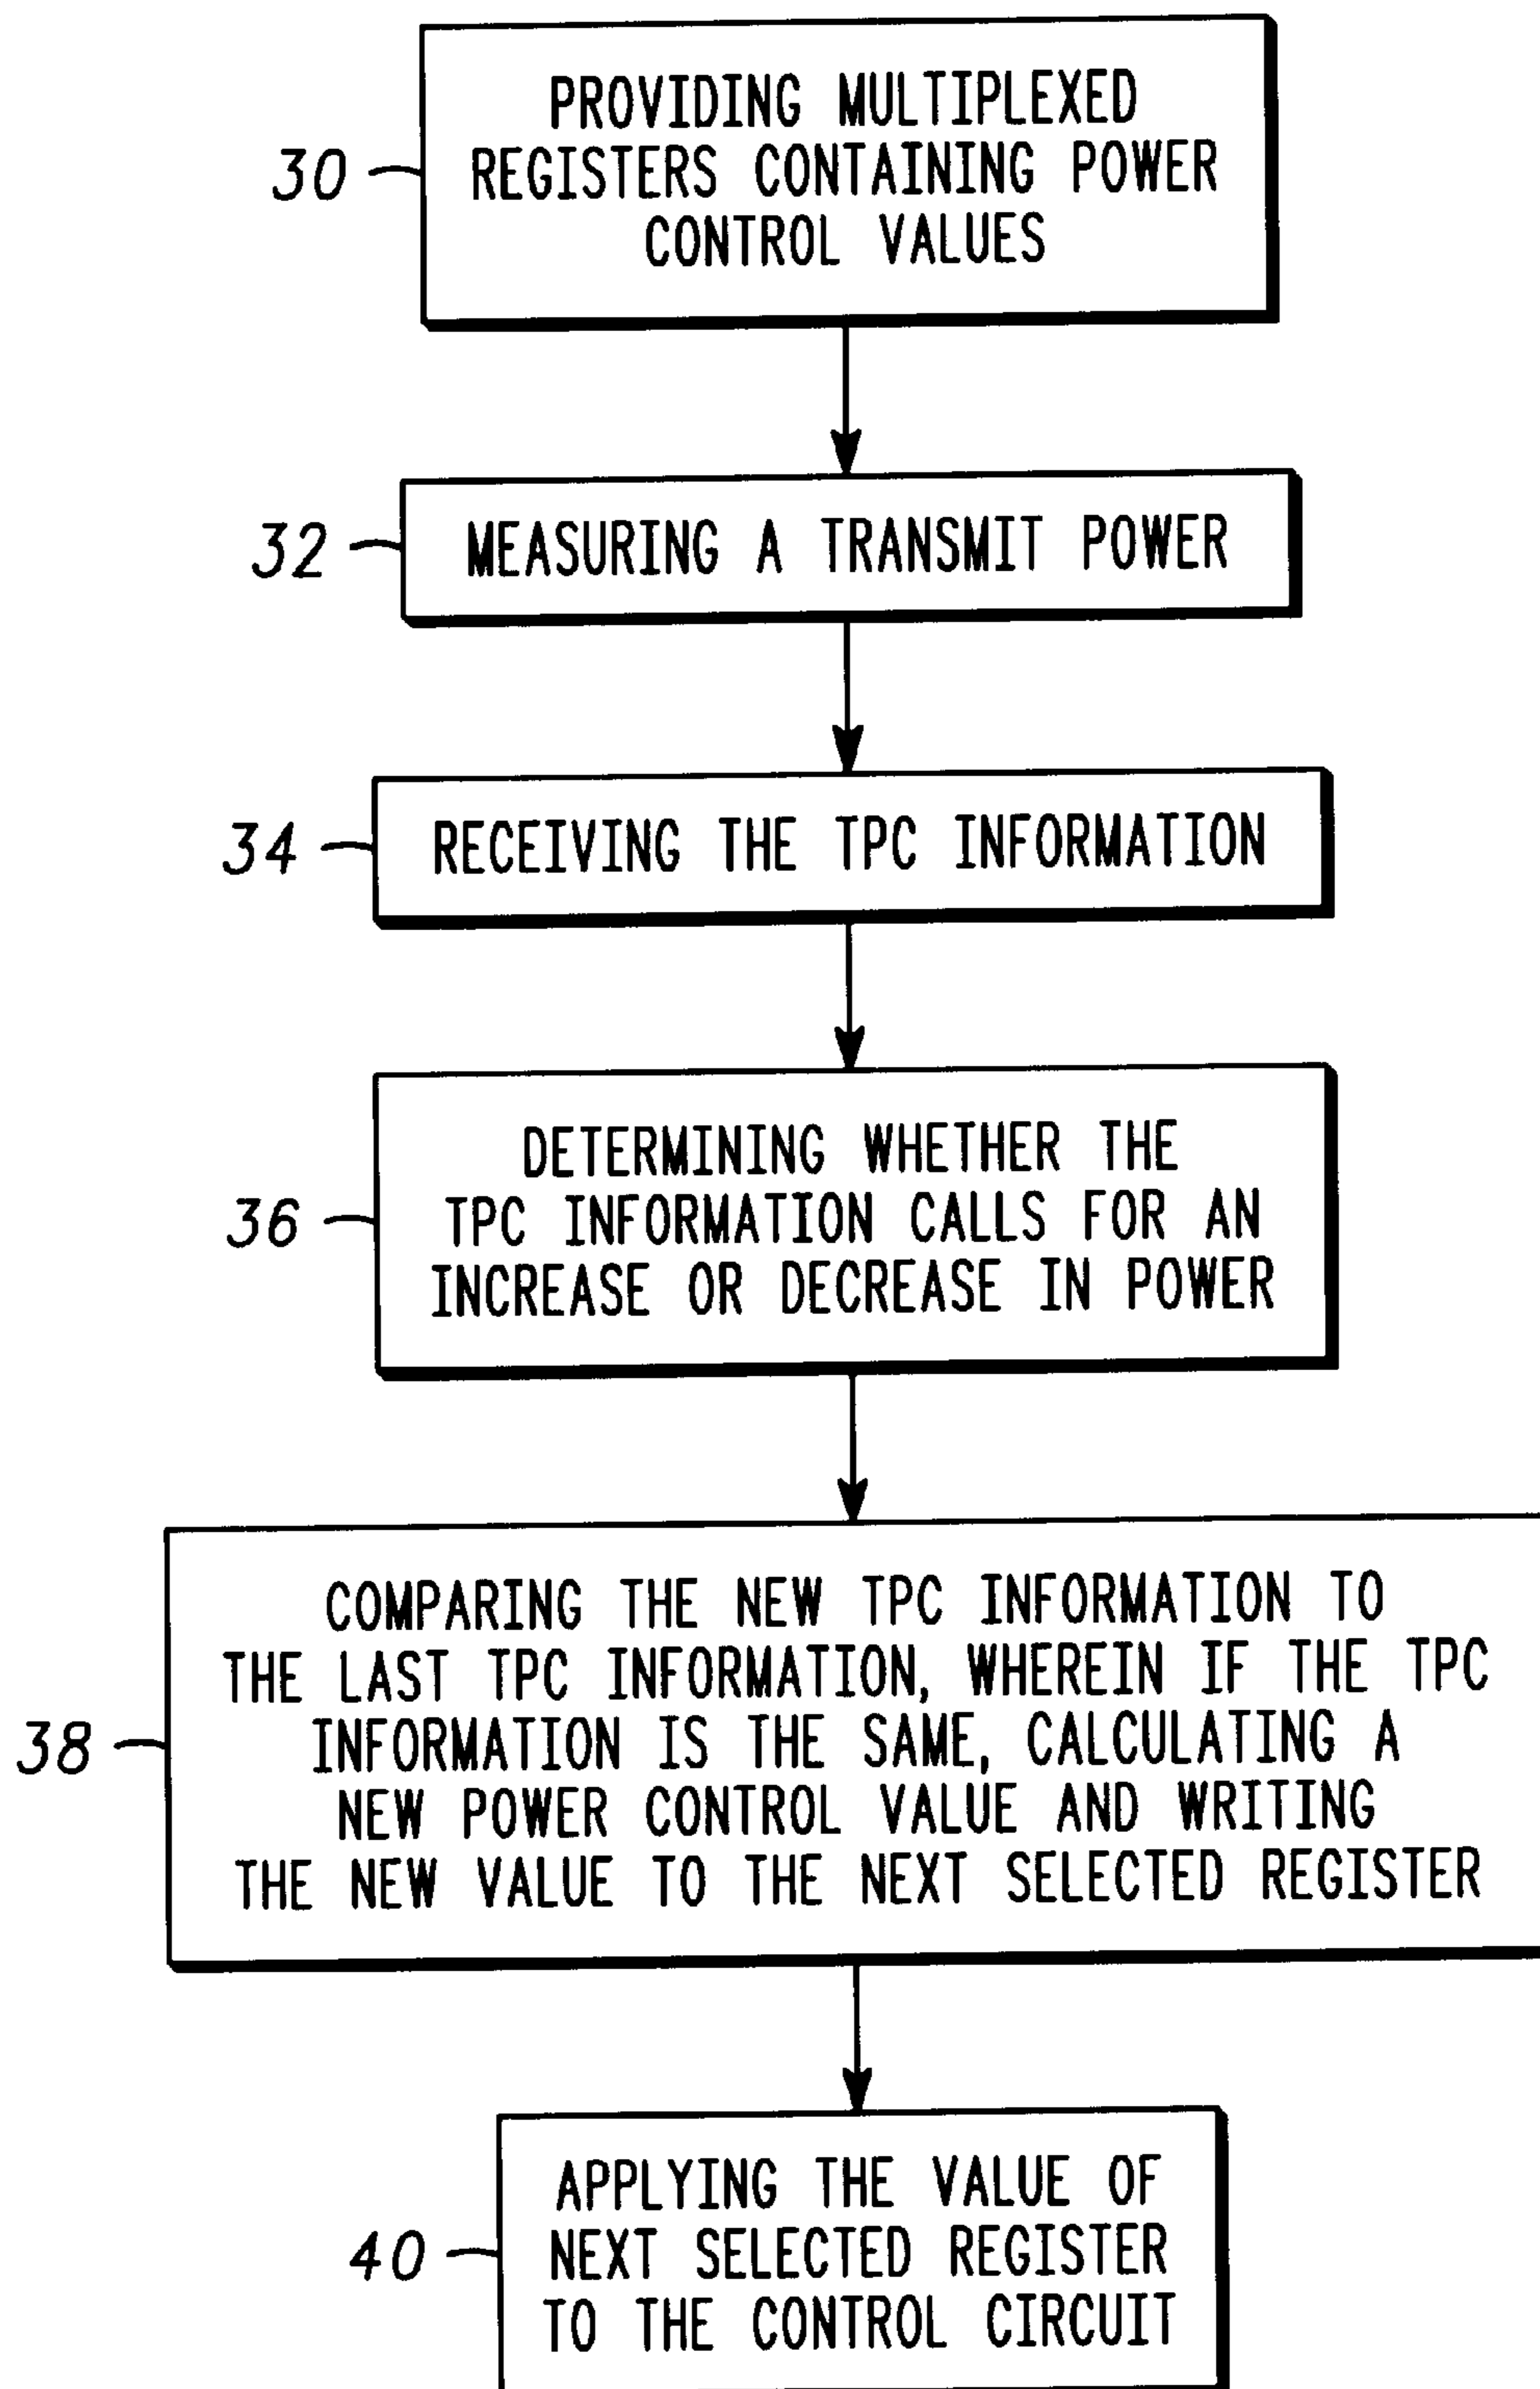 PROVIDING MULTIPLEXED
30 REGISTERS CONTAINING POWER
CONTROL VALUES
32 MEASURING A TRANSMIT POWER
34 RECEIVING THE TPC INFORMATION
DETERMINING WHETHER THE
36 TPC INFORMATION CALLS FOR AN
INCREASE OR DECREASE IN POWER
COMPARING THE NEW TPC INFORMATION TO
THE LAST TPC INFORMATION, WHEREIN IF THE TPC
38 INFORMATION IS THE SAME, CALCULATING A
NEW POWER CONTROL VALUE AND WRITING
THE NEW VALUE TO THE NEXT SELECTED REGISTER
APPLYING THE VALUE OF
40 NEXT SELECTED REGISTER
TO THE CONTROL CIRCUIT